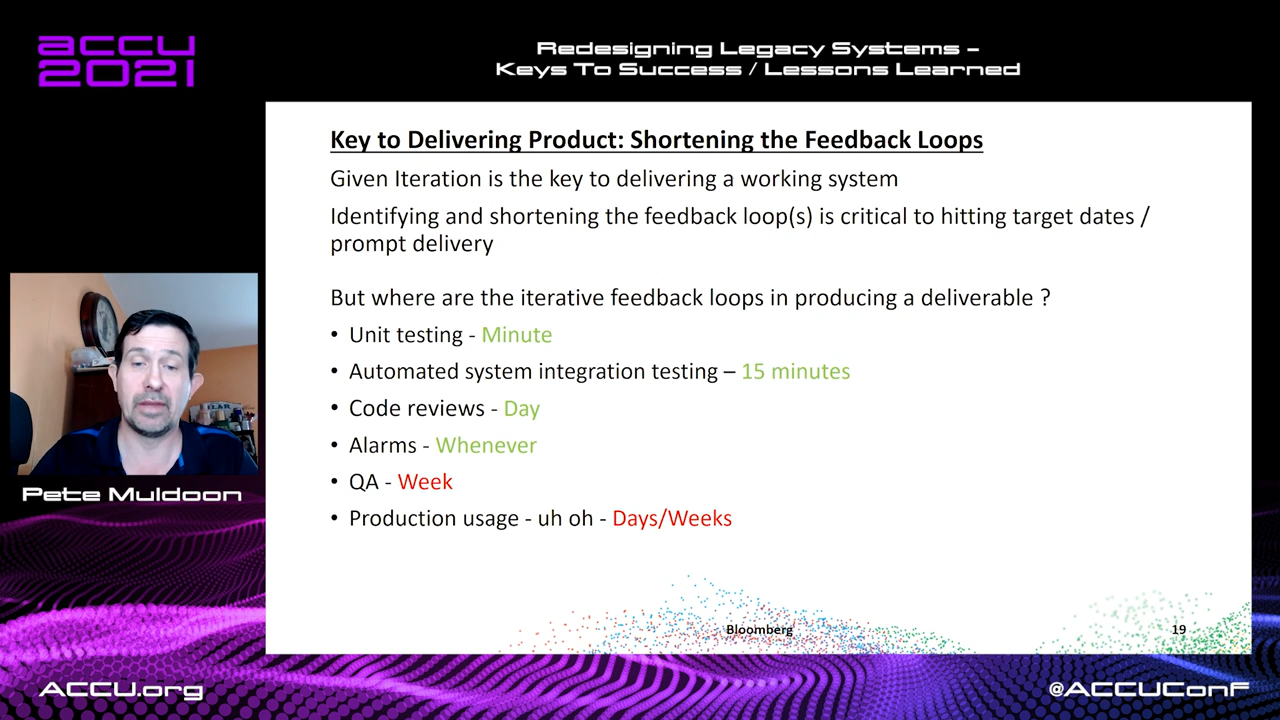 accu
2021
Redesigning Legacy Systems –
Keys To Success / Lessons Learned
Key to Delivering Product: Shortening the Feedback Loops
Given Iteration is the key to delivering a working system
Identifying and shortening the feedback loop(s) is critical to hitting target dates /
prompt delivery
But where are the iterative feedback loops in producing a deliverable ?
• Unit testing - Minute
• Automated system integration testing – 15 minutes
• Code reviews - Day
• Alarms - Whenever
• QA - Week
• Production usage - uh oh - Days/Weeks
Pete Muldoon
Bloomberg
19
ACCU.org
@ACCUConf